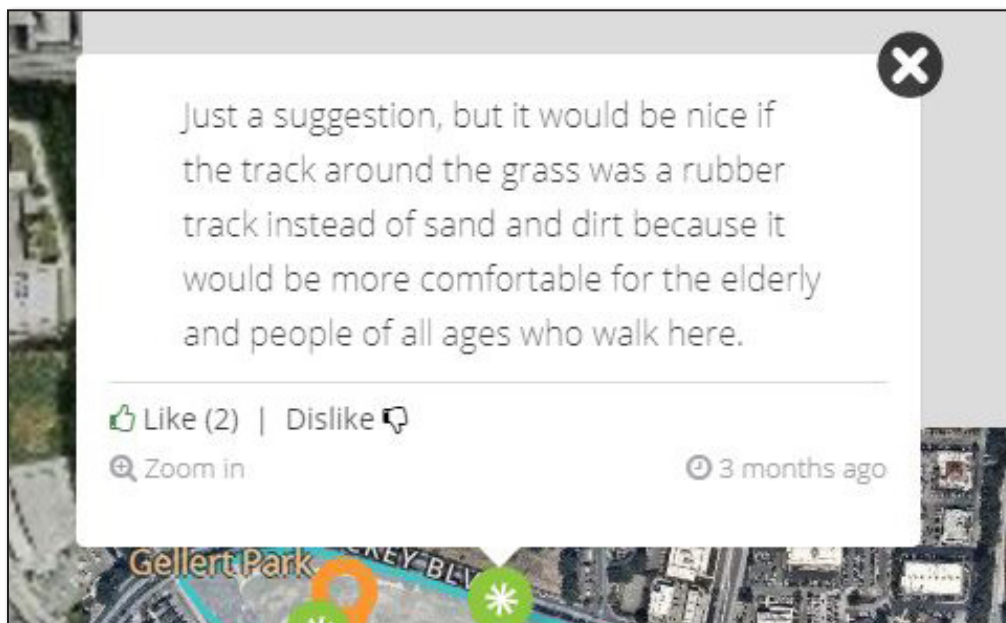 Just a suggestion, but it would be nice if
the track around the grass was a rubber
track instead of sand and dirt because it
would be more comfortable for the elderly
and people of all ages who walk here.
Like (2) | Dislike
Zoom in
3 months ago
Gellert Park